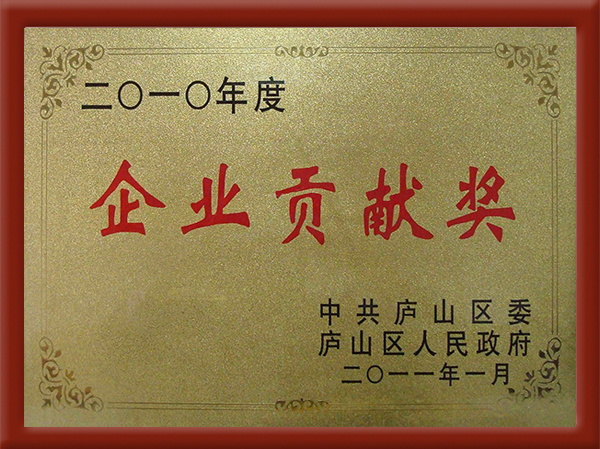 二〇一〇年度
企业贡献奖
中共庐山区委
庐山区人民政府
二〇一一年一月